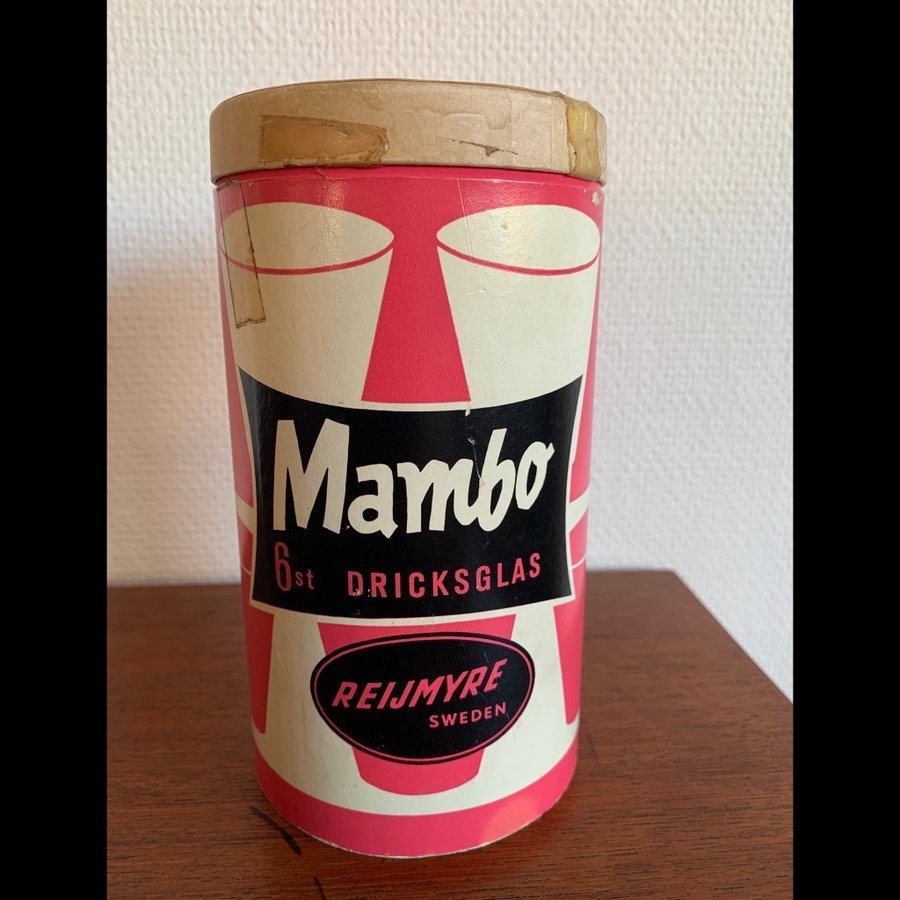 Mambo
6st DRICKSGLAS
REIJMYRE
SWEDEN